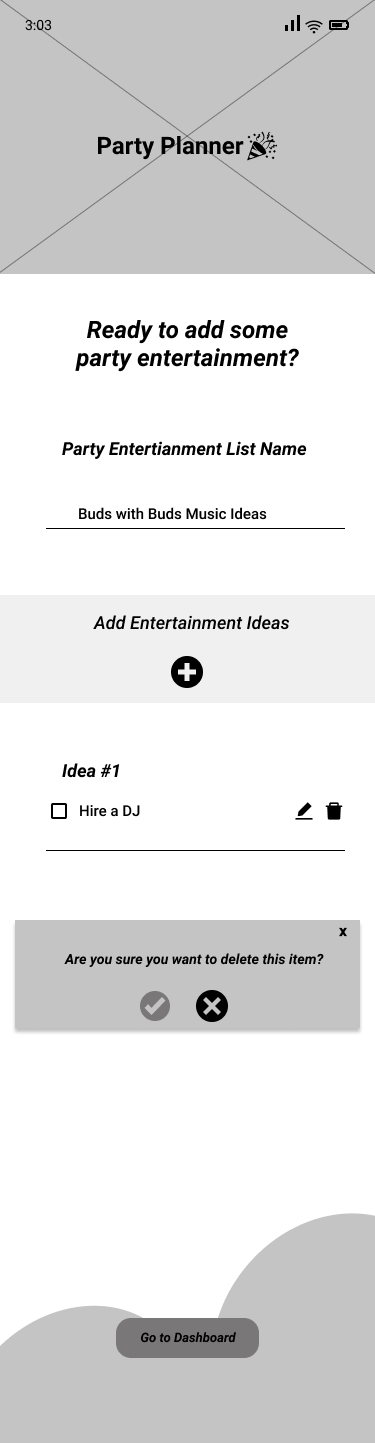 3:03
Party Planner
Ready to add some
party entertainment?
Party Entertianment List Name
Buds with Buds Music Ideas
Add Entertainment Ideas
Idea #1
Hire a DJ
x
Are you sure you want to delete this item?
Go to Dashboard